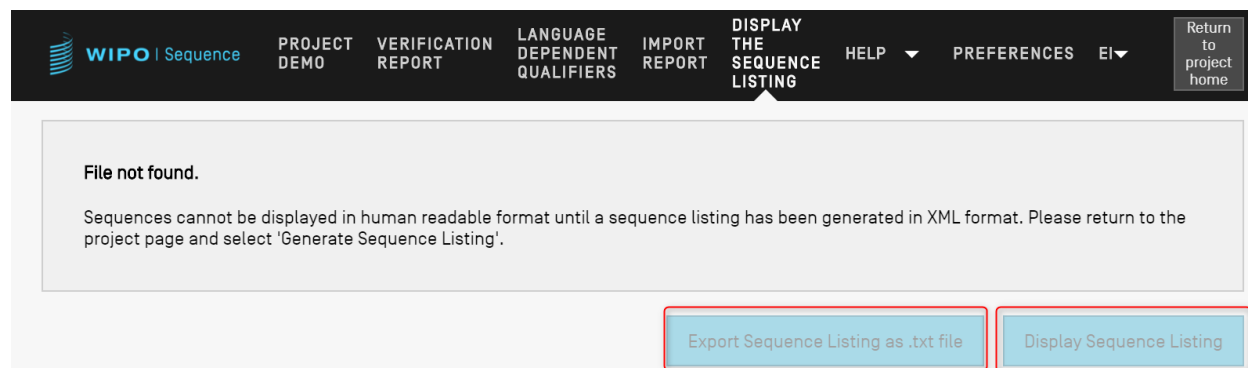 WIPO | Sequence
PROJECT
DEMO
VERIFICATION
REPORT
LANGUAGE
DEPENDENT
QUALIFIERS
IMPORT
REPORT
DISPLAY
THE
SEQUENCE
LISTING
HELP
PREFERENCES
EI
Return
to
project
home
File not found.
Sequences cannot be displayed in human readable format until a sequence listing has been generated in XML format. Please return to the
project page and select 'Generate Sequence Listing'.
Export Sequence Listing as .txt file
Display Sequence Listing